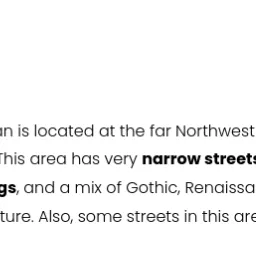 an is located at the far Northwest
This area has very narrow streets
gs, and a mix of Gothic, Renaissa
ture. Also, some streets in this are